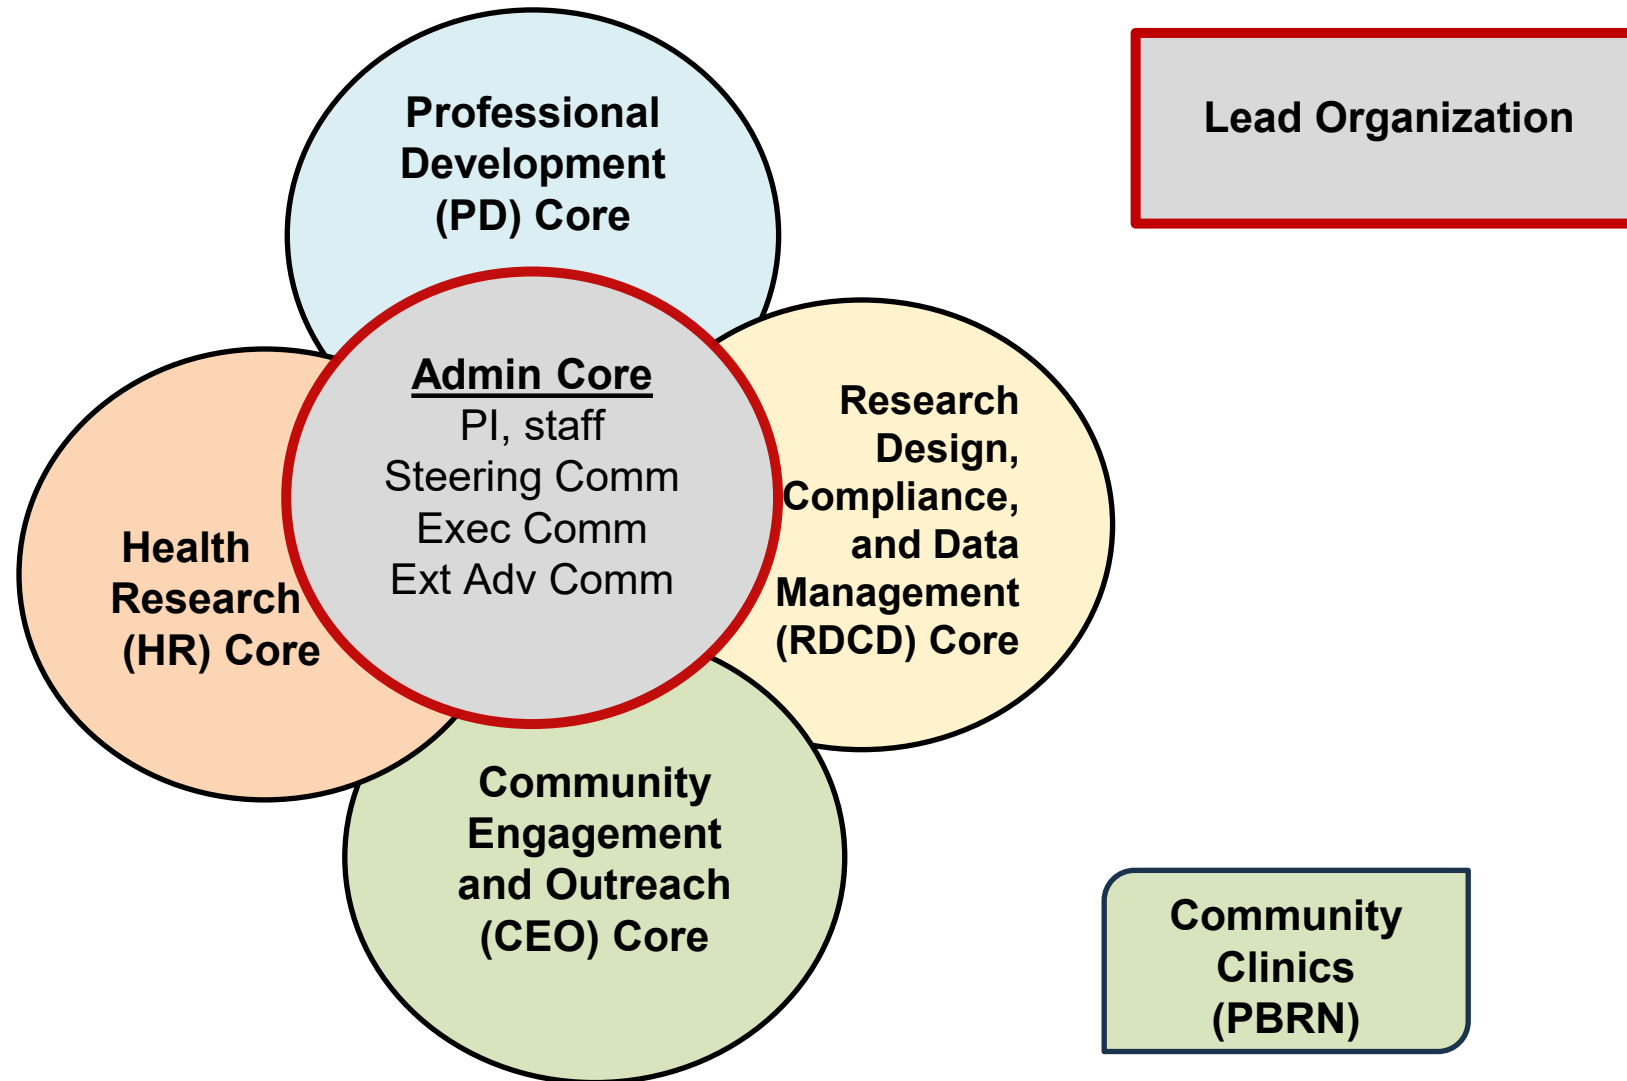 Professional
Development
(PD) Core
Lead Organization
Admin Core
PI, staff
Steering Comm
Exec Comm
Ext Adv Comm
Research
Design,
Compliance,
and Data
Management
(RDCD) Core
Health
Research
(HR) Core
Community
Engagement
and Outreach
(CEO) Core
Community
Clinics
(PBRN)